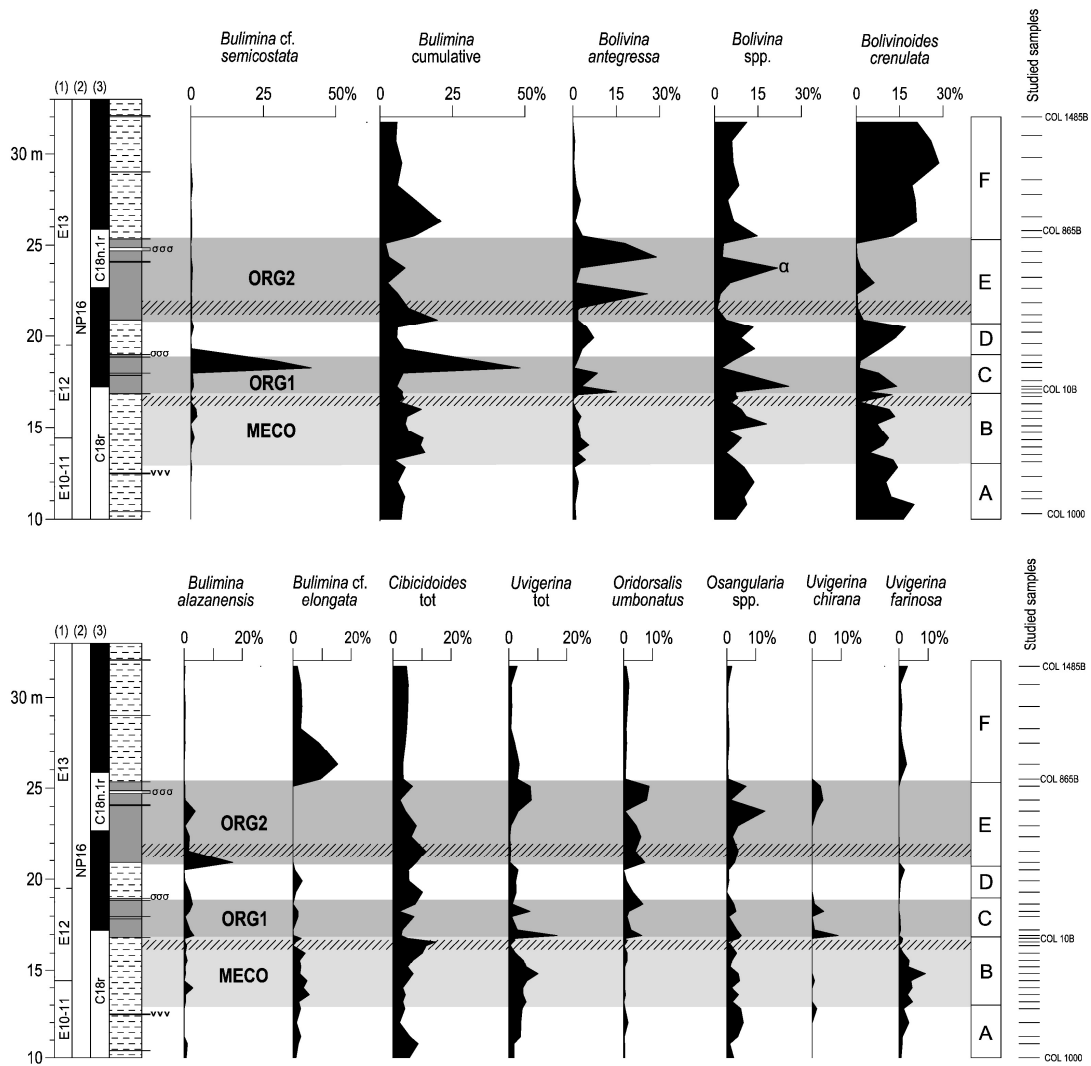 Bulimina cf. semicostata
Bulimina cumulative
Bolivina antegressa
Bolivina spp.
Bolivinoides crenulata
Studied samples
(1) (2) (3)
0 25 50%
0 25 50%
0 15 30%
0 15 30%
0 15 30%
COL 1485B
30 m
25
20
15
10
E13
E12
E10-11
NP16
C18n.1r
C18r
σσσ
σσσ
vvv
ORG2
ORG1
MECO
α
F
E
D
C
B
A
COL 865B
COL 10B
COL 1000
Bulimina alazanensis
Bulimina cf. elongata
Cibicidoides tot
Uvigerina tot
Oridorsalis umbonatus
Osangularia spp.
Uvigerina chirana
Uvigerina farinosa
Studied samples
(1) (2) (3)
0 20%
0 20%
0
0 20%
0 10%
0 10%
0 10%
0 10%
COL 1485B
30 m
25
20
15
10
E13
E12
E10-11
NP16
C18n.1r
C18r
σσσ
σσσ
vvv
ORG2
ORG1
MECO
F
E
D
C
B
A
COL 865B
COL 10B
COL 1000